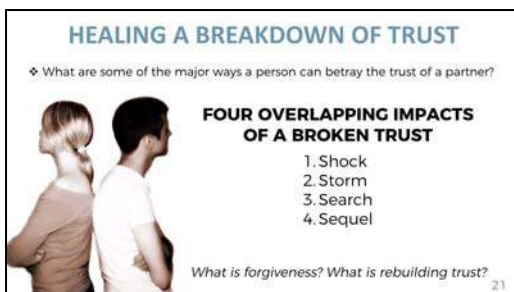 HEALING A BREAKDOWN OF TRUST
❖ What are some of the major ways a person can betray the trust of a partner?
FOUR OVERLAPPING IMPACTS
OF A BROKEN TRUST
1. Shock
2. Storm
3. Search
4. Sequel
What is forgiveness? What is rebuilding trust?
21